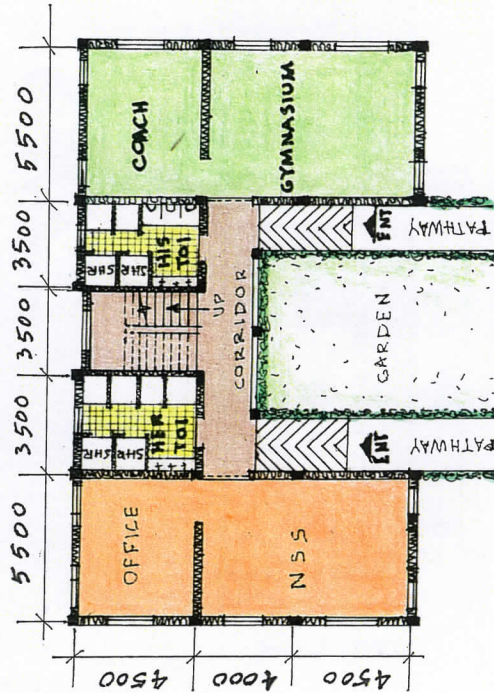 5500
3500
3500
3500
5500
COACH
GYMNASIUM
SHR
SHR
HIS
TOI
UP
CORRIDOR
SHR
SHR
HER
TOI
ENT
PATHWAY
GARDEN
ENT
PATHWAY
OFFICE
NSS
4500
4000
4500